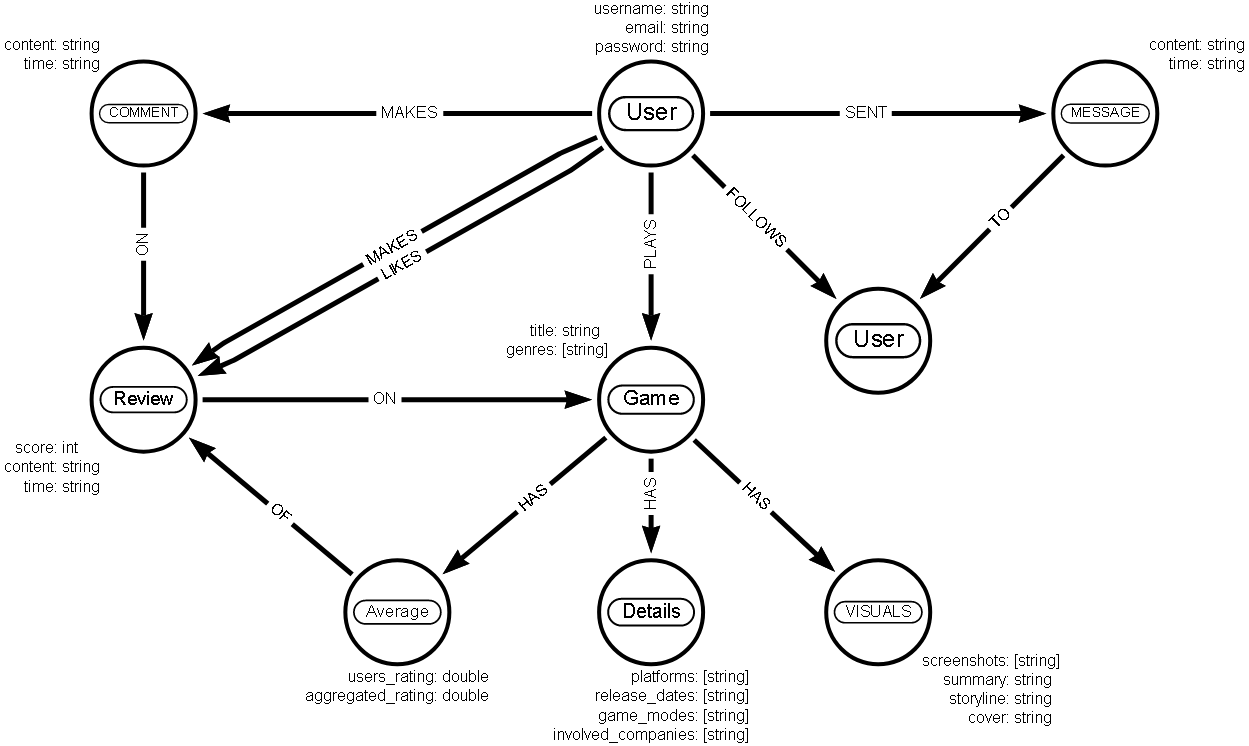 username: string
email: string
password: string
content: string
time: string
content: string
time: string
COMMENT
MAKES
User
SENT
MESSAGE
ON
MAKES
LIKES
PLAYS
FOLLOWS
TO
title: string
genres: [string]
User
Review
ON
Game
score: int
content: string
time: string
OF
HAS
HAS
HAS
Average
Details
VISUALS
users_rating: double
aggregated_rating: double
platforms: [string]
release_dates: [string]
game_modes: [string]
involved_companies: [string]
screenshots: [string]
summary: string
storyline: string
cover: string